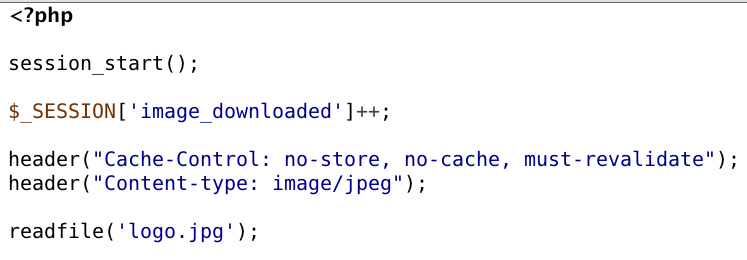 <?php
session_start();
$_SESSION['image_downloaded']++;
header("Cache-Control: no-store, no-cache, must-revalidate");
header("Content-type: image/jpeg");
readfile('logo.jpg');